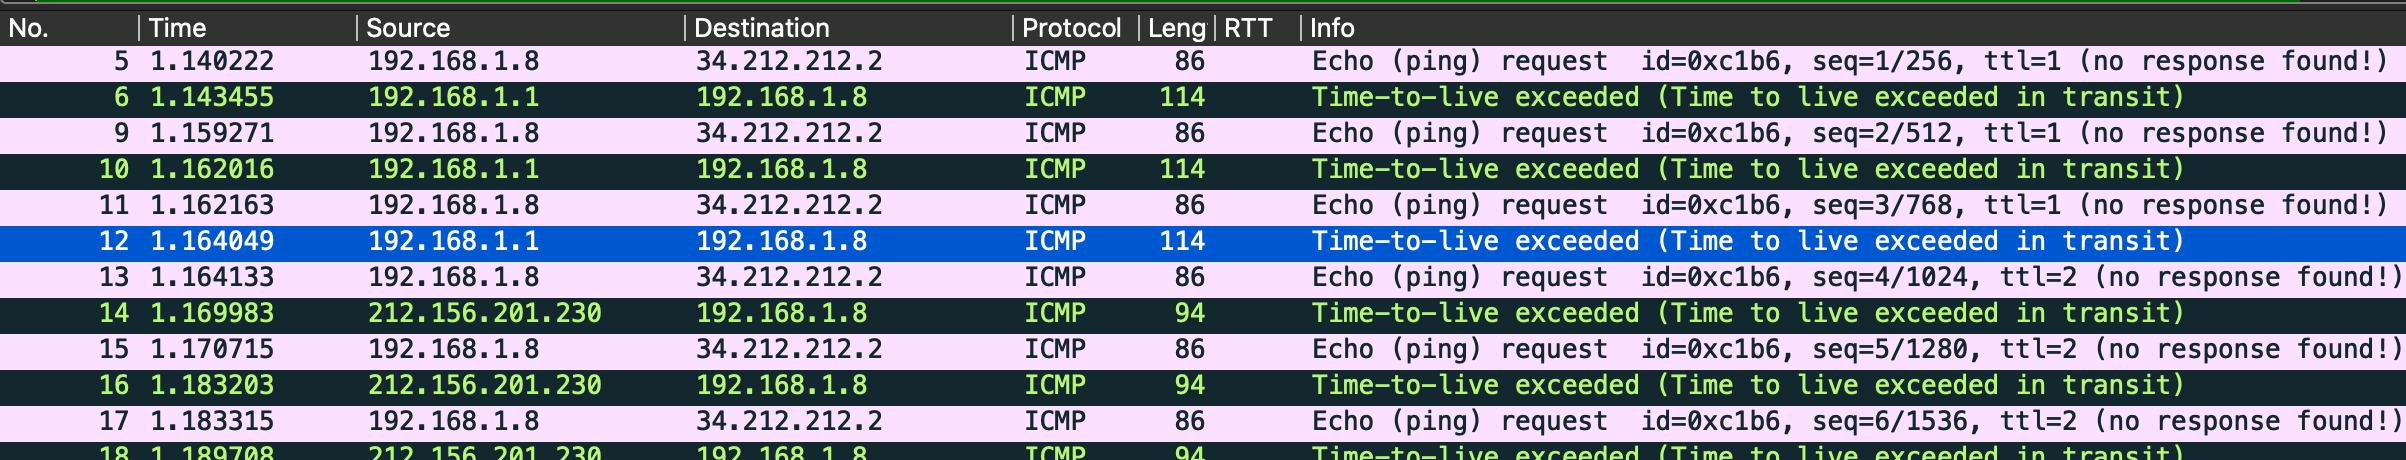 No. Time Source Destination Protocol Leng RTT Info
5 1.140222 192.168.1.8 34.212.212.2 ICMP 86 Echo (ping) request id=0xc1b6, seq=1/256, ttl=1 (no response found!)
6 1.143455 192.168.1.1 192.168.1.8 ICMP 114 Time-to-live exceeded (Time to live exceeded in transit)
9 1.159271 192.168.1.8 34.212.212.2 ICMP 86 Echo (ping) request id=0xc1b6, seq=2/512, ttl=1 (no response found!)
10 1.162016 192.168.1.1 192.168.1.8 ICMP 114 Time-to-live exceeded (Time to live exceeded in transit)
11 1.162163 192.168.1.8 34.212.212.2 ICMP 86 Echo (ping) request id=0xc1b6, seq=3/768, ttl=1 (no response found!)
12 1.164049 192.168.1.1 192.168.1.8 ICMP 114 Time-to-live exceeded (Time to live exceeded in transit)
13 1.164133 192.168.1.8 34.212.212.2 ICMP 86 Echo (ping) request id=0xc1b6, seq=4/1024, ttl=2 (no response found!)
14 1.169983 212.156.201.230 192.168.1.8 ICMP 94 Time-to-live exceeded (Time to live exceeded in transit)
15 1.170715 192.168.1.8 34.212.212.2 ICMP 86 Echo (ping) request id=0xc1b6, seq=5/1280, ttl=2 (no response found!)
16 1.183203 212.156.201.230 192.168.1.8 ICMP 94 Time-to-live exceeded (Time to live exceeded in transit)
17 1.183315 192.168.1.8 34.212.212.2 ICMP 86 Echo (ping) request id=0xc1b6, seq=6/1536, ttl=2 (no response found!)
18 1.189708 212.156.201.230 192.168.1.8 ICMP 94 Time-to-live exceeded (Time to live exceeded in transit)